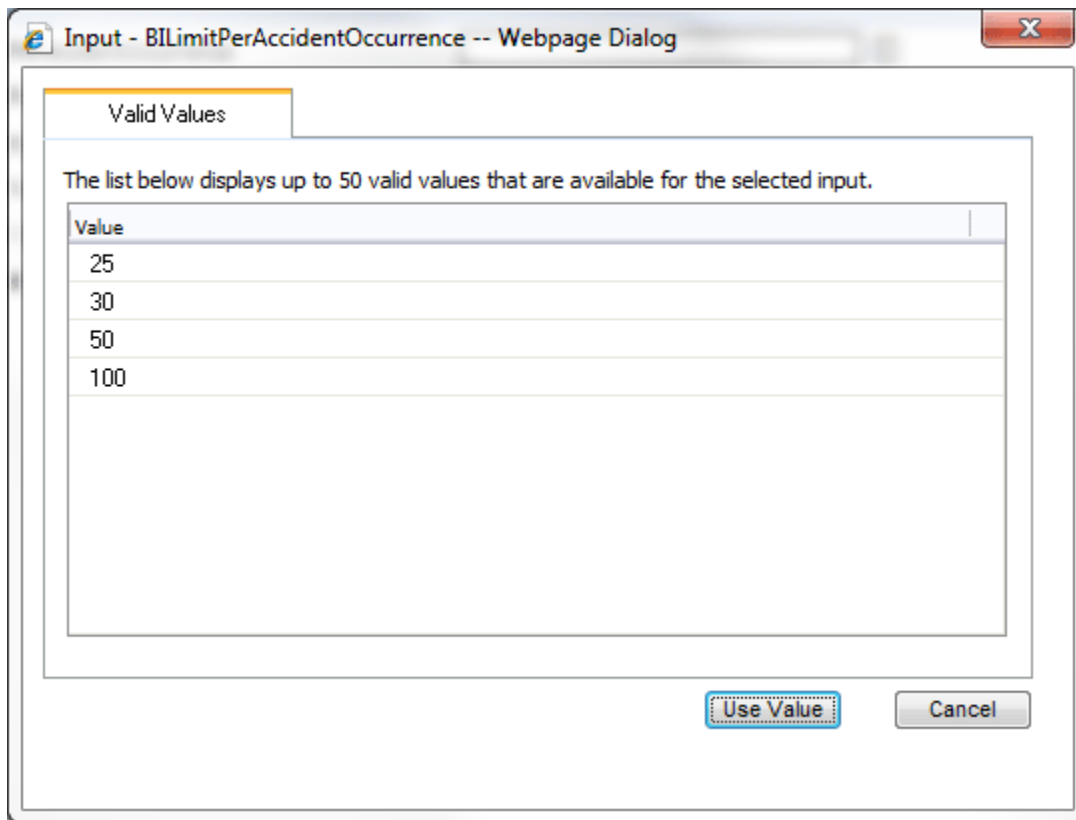 Input - BILimitPerAccidentOccurrence -- Webpage Dialog
Valid Values
The list below displays up to 50 valid values that are available for the selected input.
Value
25
30
50
100
Use Value
Cancel